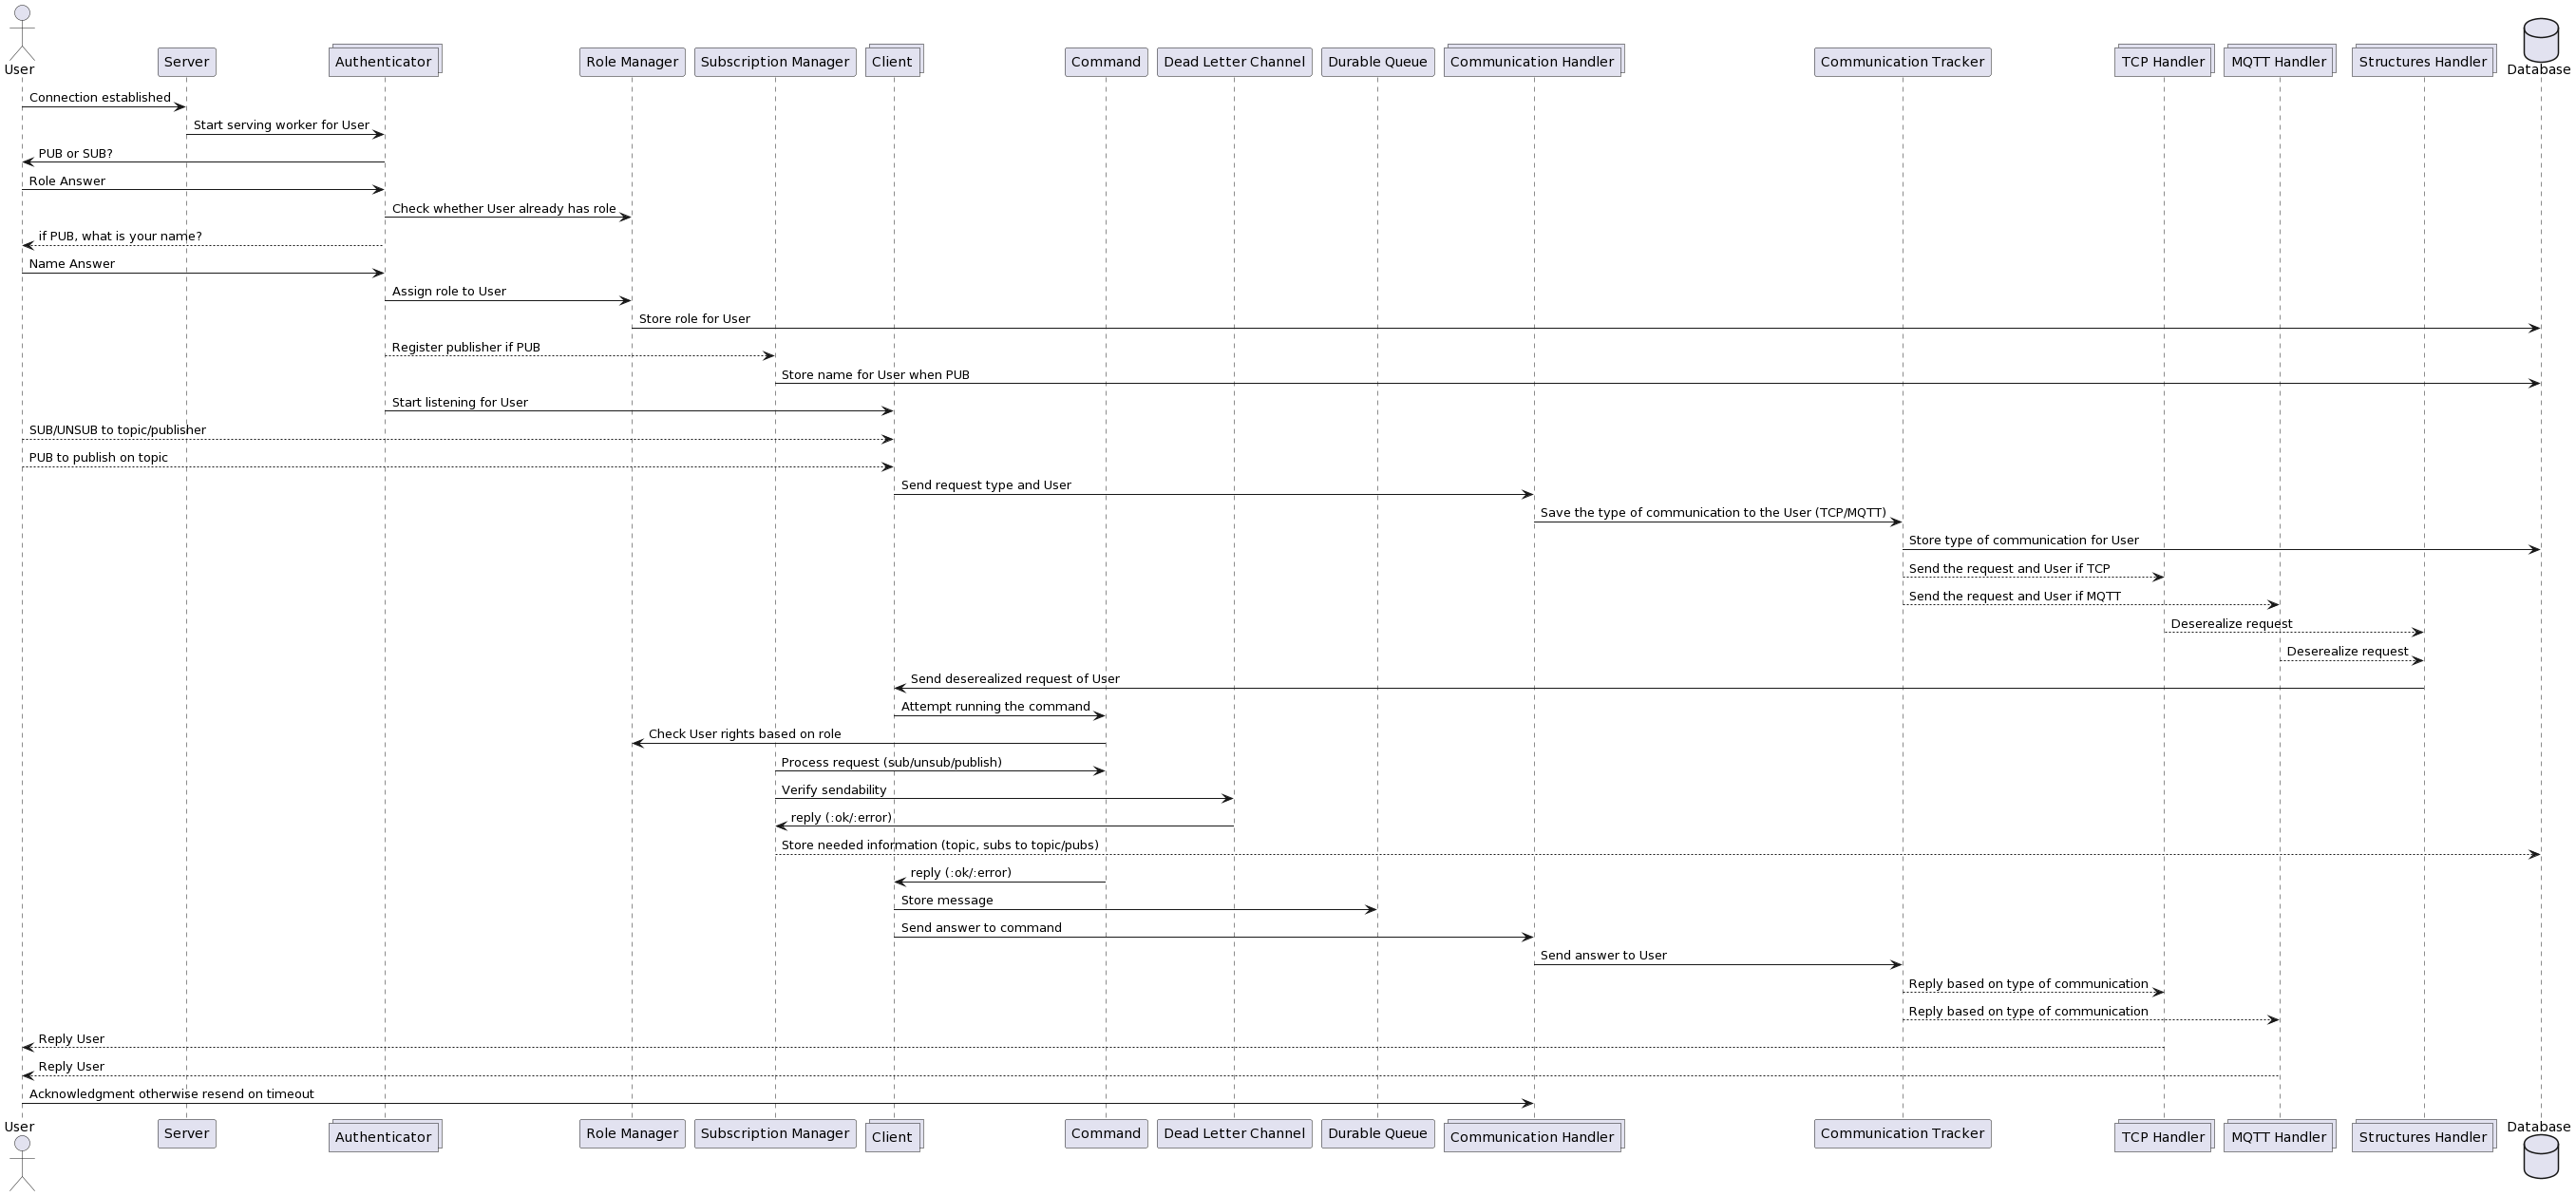 User
Server
Authenticator
Role Manager
Subscription Manager
Client
Command
Dead Letter Channel
Durable Queue
Communication Handler
Communication Tracker
TCP Handler
MQTT Handler
Structures Handler
Database
Connection established
Start serving worker for User
PUB or SUB?
Role Answer
Check whether User already has role
if PUB, what is your name?
Name Answer
Assign role to User
Store role for User
Register publisher if PUB
Store name for User when PUB
Start listening for User
SUB/UNSUB to topic/publisher
PUB to publish on topic
Send request type and User
Save the type of communication to the User (TCP/MQTT)
Store type of communication for User
Send the request and User if TCP
Send the request and User if MQTT
Deserealize request
Deserealize request
Send deserealized request of User
Attempt running the command
Check User rights based on role
Process request (sub/unsub/publish)
Verify sendability
reply (:ok/:error)
Store needed information (topic, subs to topic/pubs)
reply (:ok/:error)
Store message
Send answer to command
Send answer to User
Reply based on type of communication
Reply based on type of communication
Reply User
Reply User
Acknowledgment otherwise resend on timeout
User
Server
Authenticator
Role Manager
Subscription Manager
Client
Command
Dead Letter Channel
Durable Queue
Communication Handler
Communication Tracker
TCP Handler
MQTT Handler
Structures Handler
Database